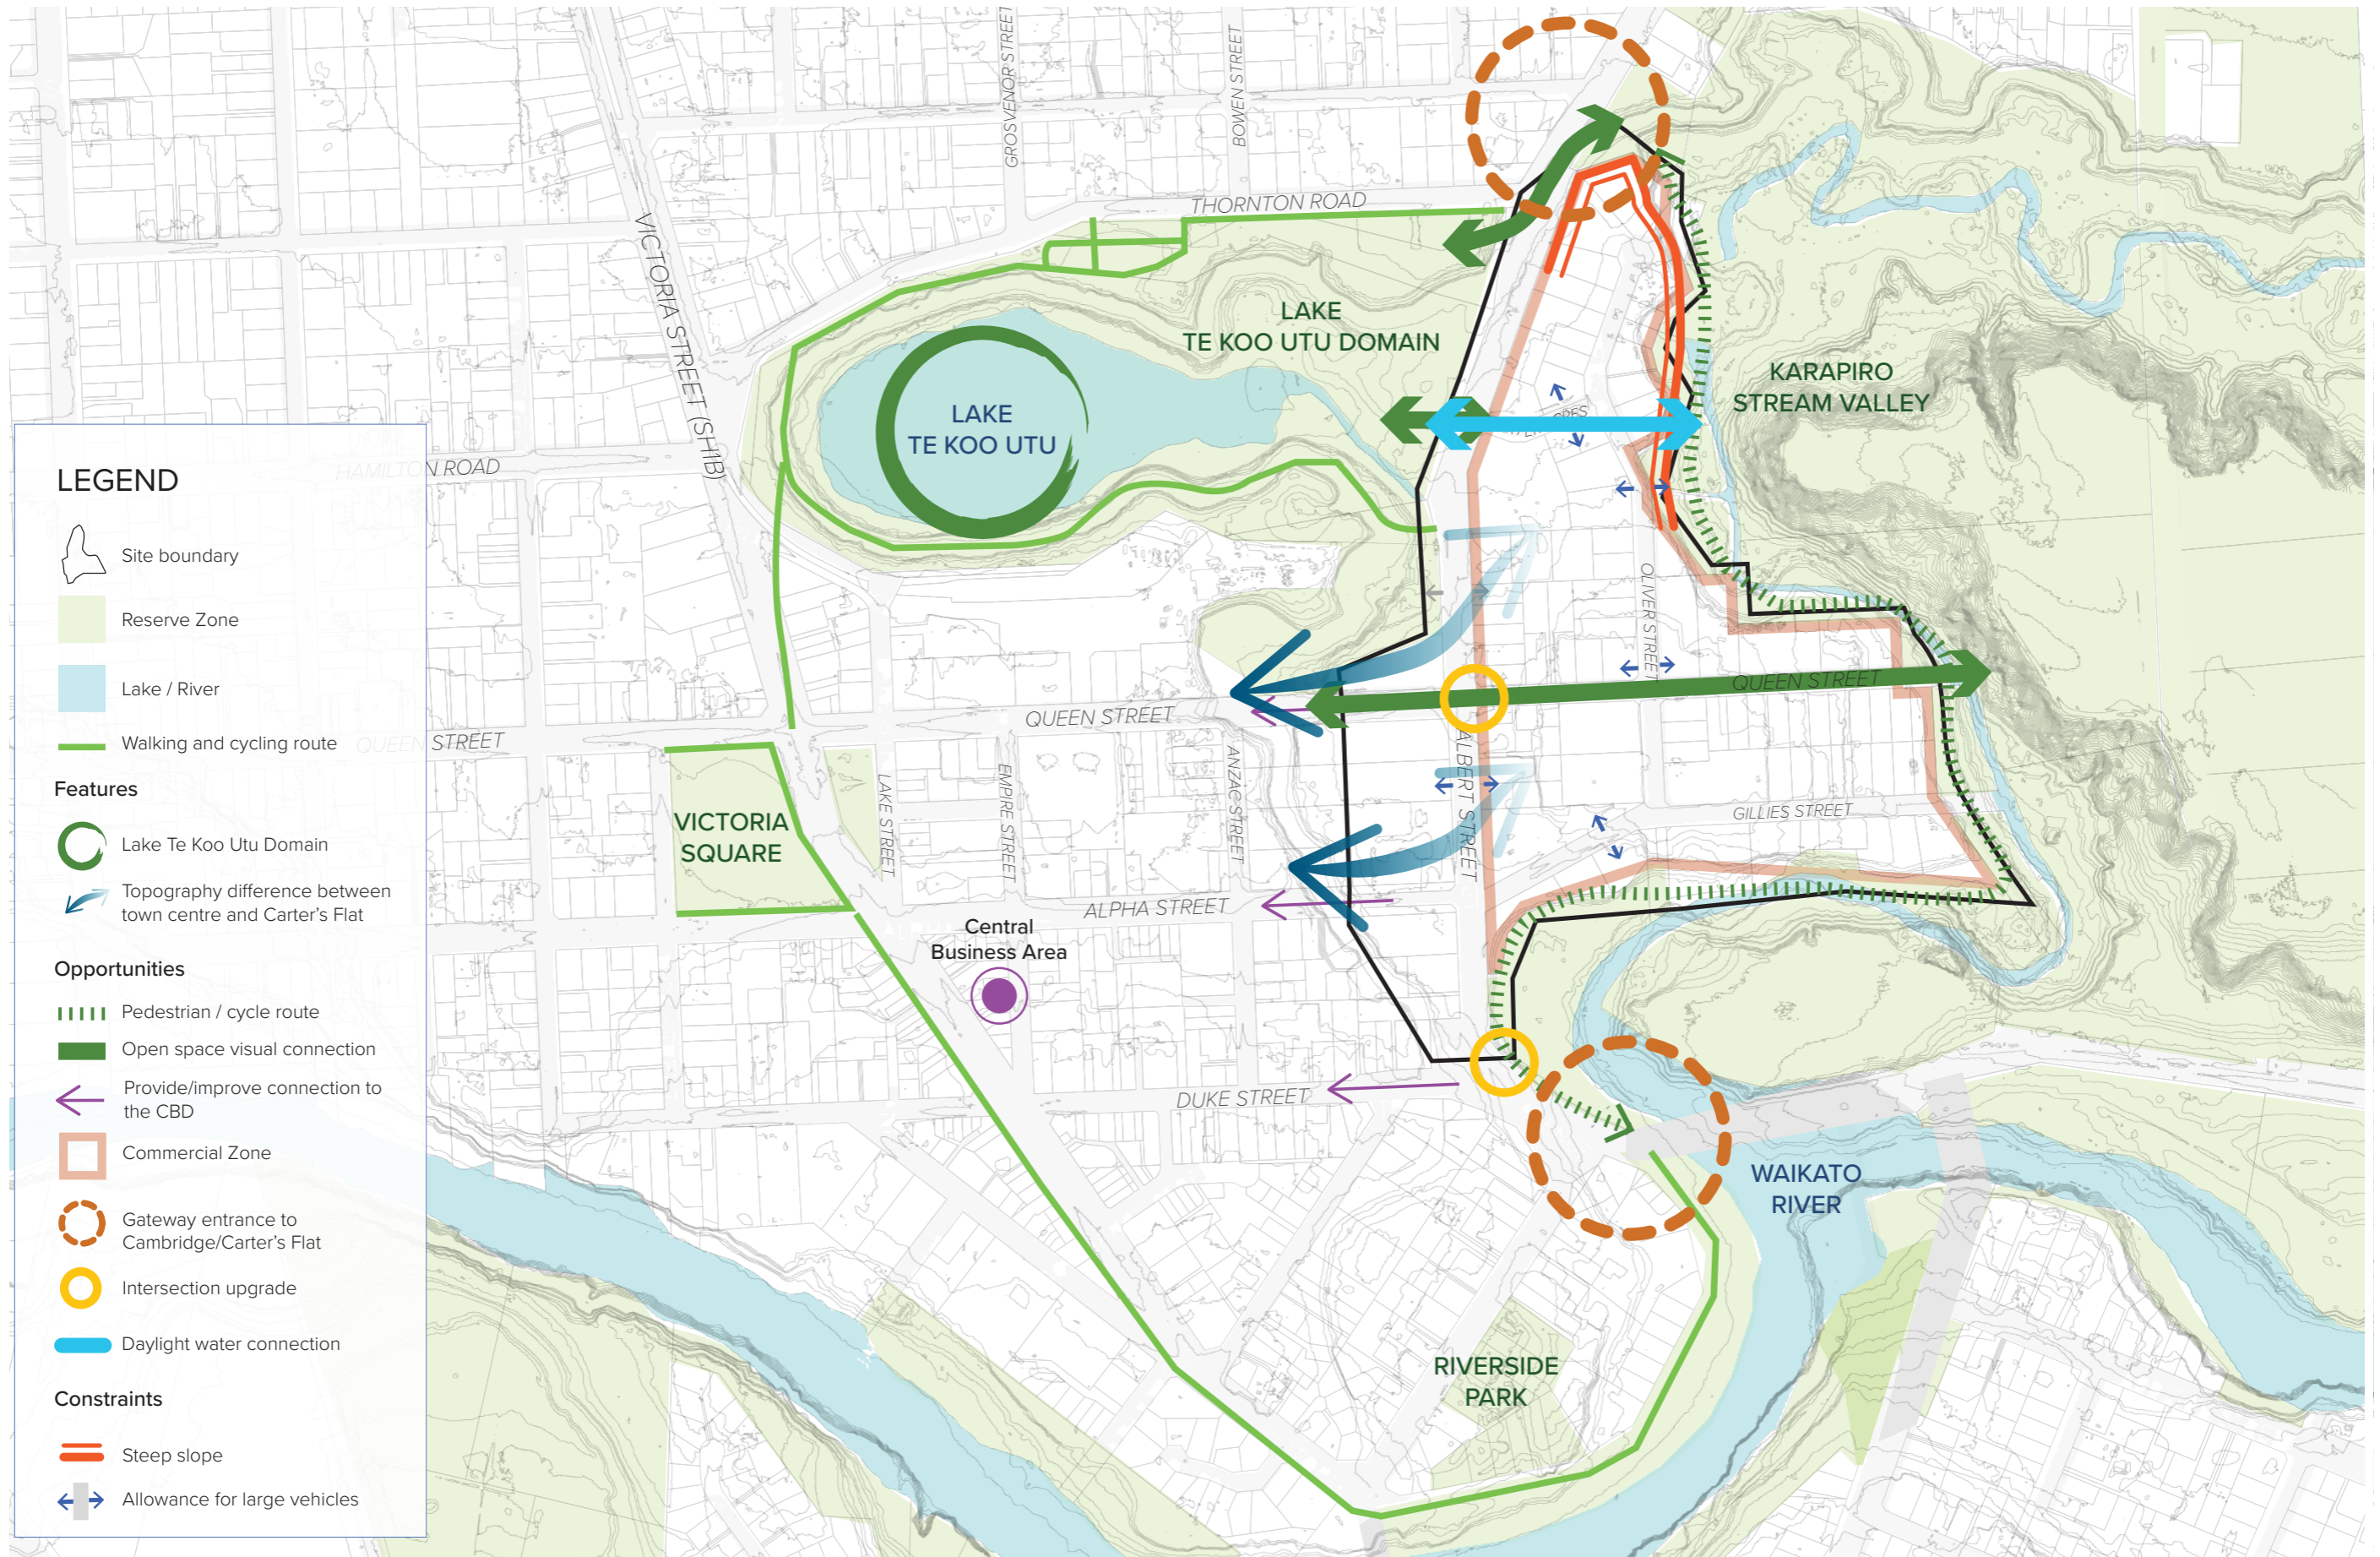 GROSVENOR STREET
BOWEN STREET
THORNTON ROAD
VICTORIA STREET (SH1B)
LAKE
TE KOO UTU DOMAIN
KARAPIRO
STREAM VALLEY
LAKE
TE KOO UTU
HAMILTON ROAD
OLIVER STREET
QUEEN STREET
QUEEN STREET
QUEEN STREET
ALBERT STREET
ANZAC STREET
EMPIRE STREET
LAKE STREET
VICTORIA
SQUARE
GILLIES STREET
ALPHA STREET
Central
Business Area
DUKE STREET
WAIKATO
RIVER
RIVERSIDE
PARK
LEGEND
Site boundary
Reserve Zone
Lake / River
Walking and cycling route
Features
Lake Te Koo Utu Domain
Topography difference between
town centre and Carter's Flat
Opportunities
Pedestrian / cycle route
Open space visual connection
Provide/improve connection to
the CBD
Commercial Zone
Gateway entrance to
Cambridge/Carter's Flat
Intersection upgrade
Daylight water connection
Constraints
Steep slope
Allowance for large vehicles